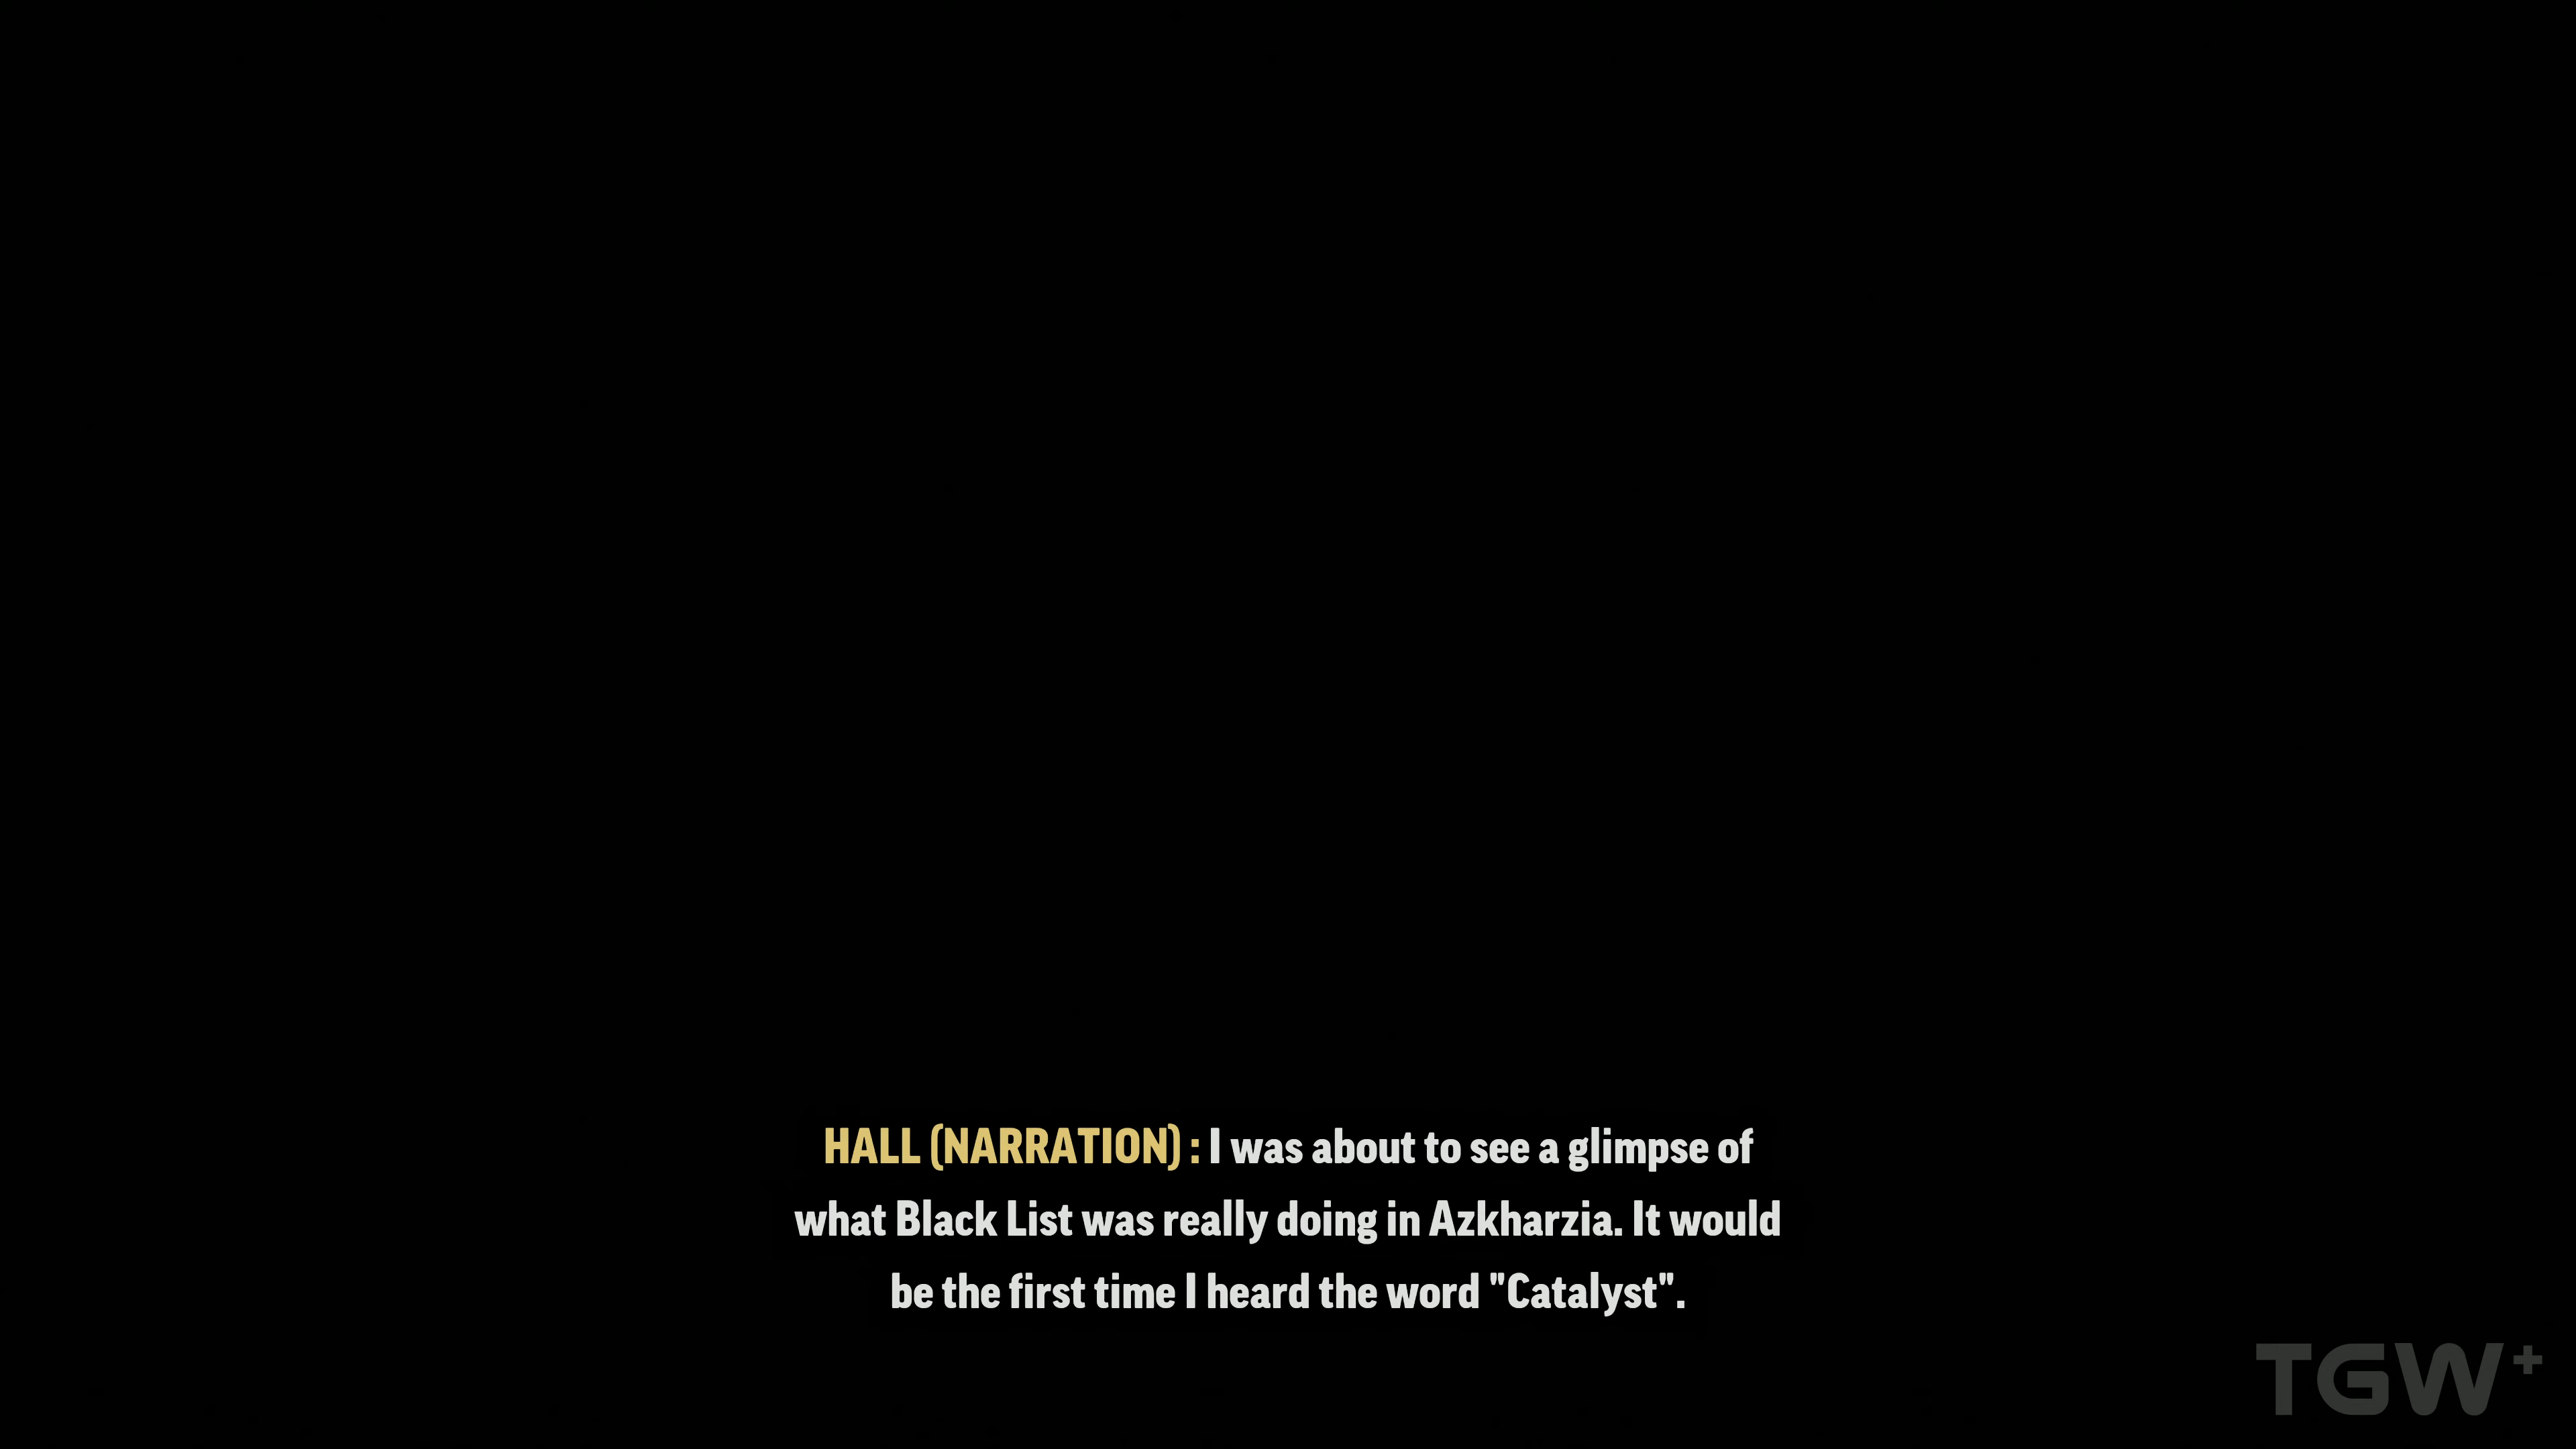 HALL (NARRATION) : I was about to see a glimpse of
what Black List was really doing in Azkharzia. It would
be the first time I heard the word "Catalyst".
TGW+